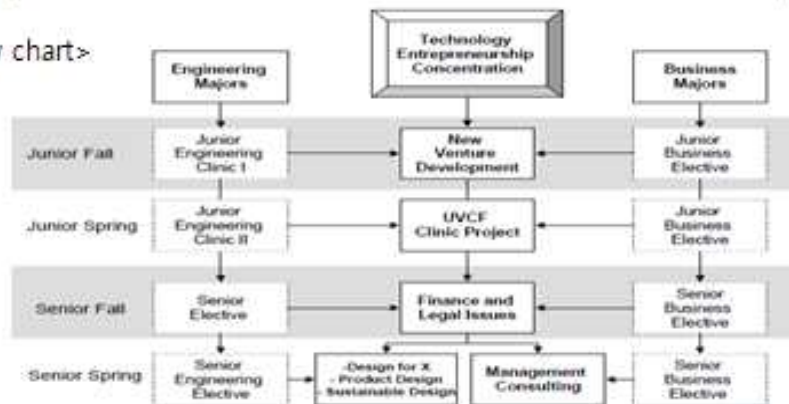 chart>
Technology
Entrepreneurship
Concentration
Engineering
Majors
Business
Majors
Junior Fall
Junior
Engineering
Clinic I
New
Venture
Development
Junior
Business
Elective
Junior Spring
Junior
Engineering
Clinic II
UVCF
Clinic Project
Junior
Business
Elective
Senior Fall
Senior
Elective
Finance and
Legal Issues
Senior
Business
Elective
Senior Spring
Senior
Engineering
Elective
-Design for X
- Product Design
- Sustainable Design
Management
Consulting
Senior
Business
Elective